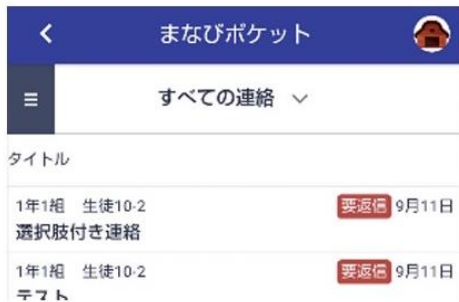 まなびポケット
すべての連絡
タイトル
1年1組 生徒10-2 要返信 9月11日
選択肢付き連絡
1年1組 生徒10-2 要返信 9月11日
テスト